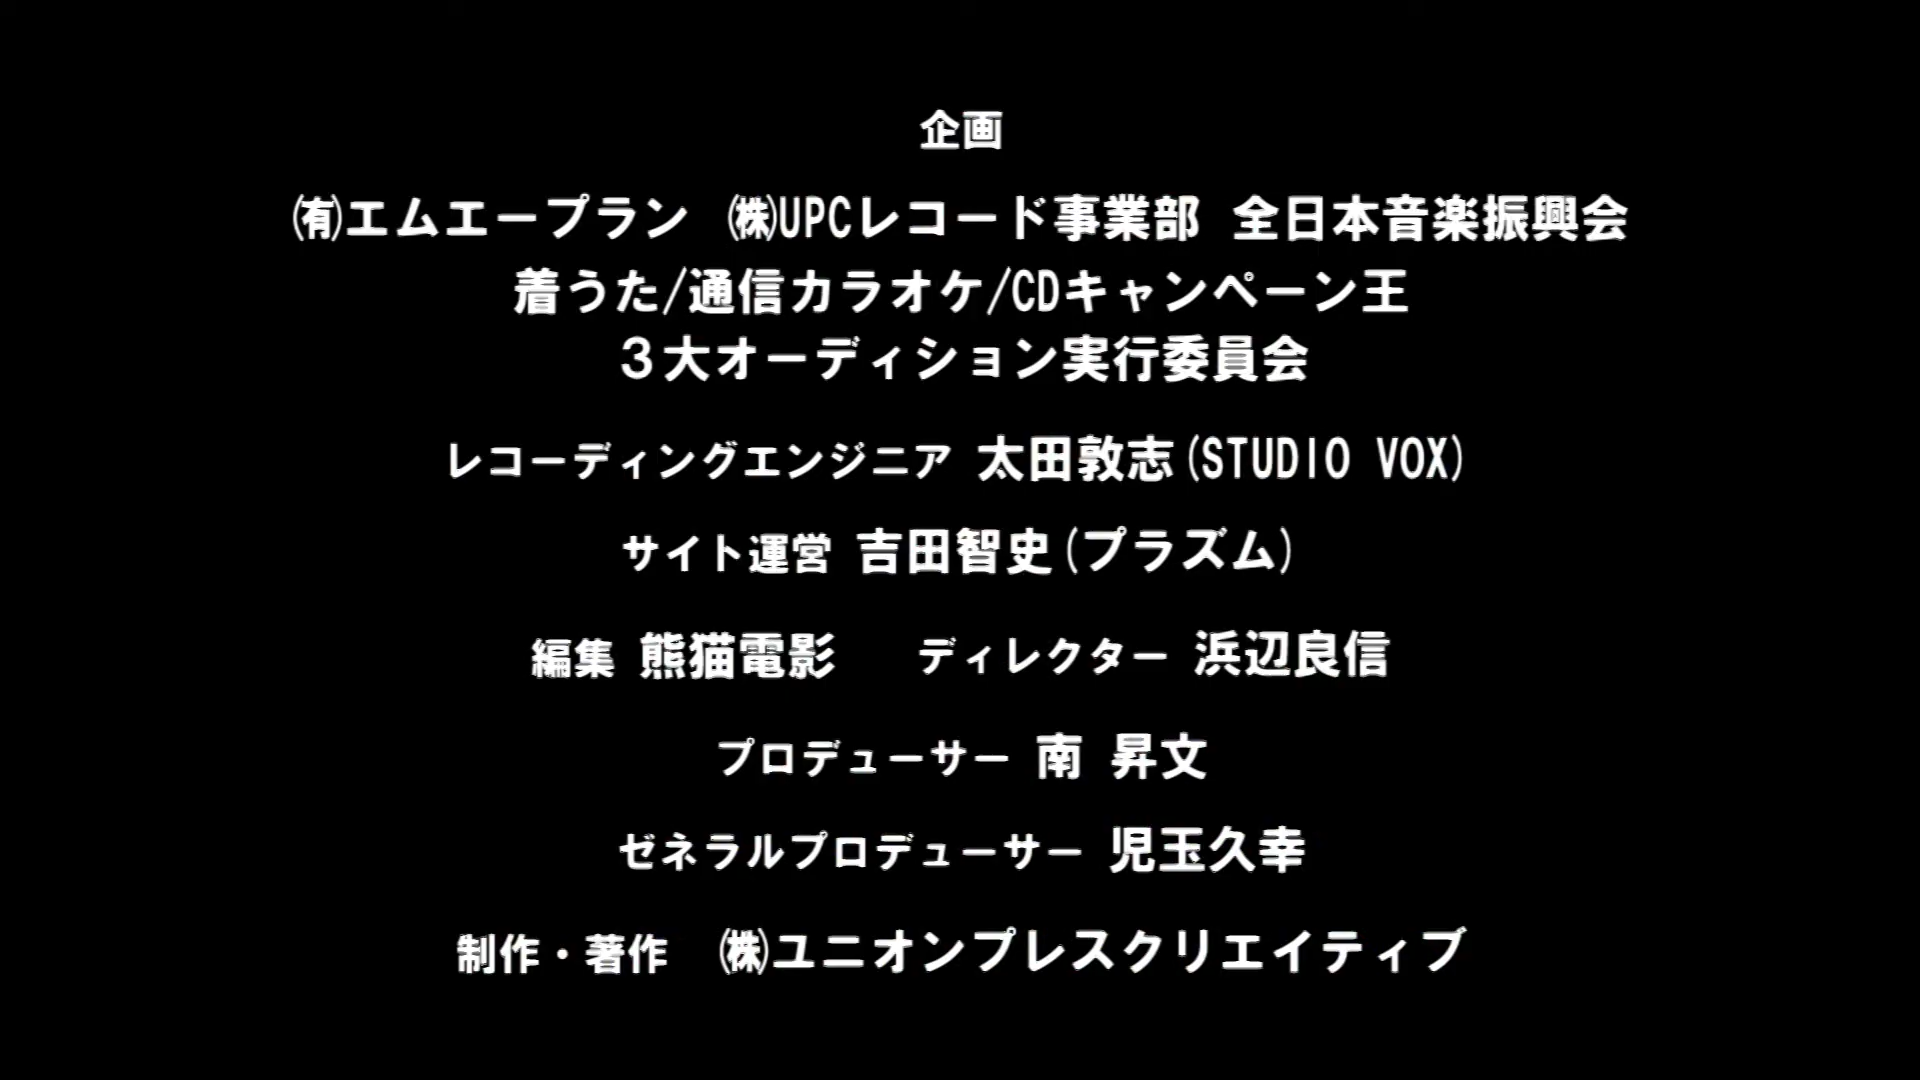 企画
㈲エムエープラン ㈱UPCレコード事業部 全日本音楽振興会
着うた/通信カラオケ/CDキャンペーン王
３大オーディション実行委員会
レコーディングエンジニア 太田敦志(STUDIO VOX)
サイト運営 吉田智史(プラズム)
編集 熊猫電影 ディレクター 浜辺良信
プロデューサー 南 昇文
ゼネラルプロデューサー 児玉久幸
制作・著作 ㈱ユニオンプレスクリエイティブ